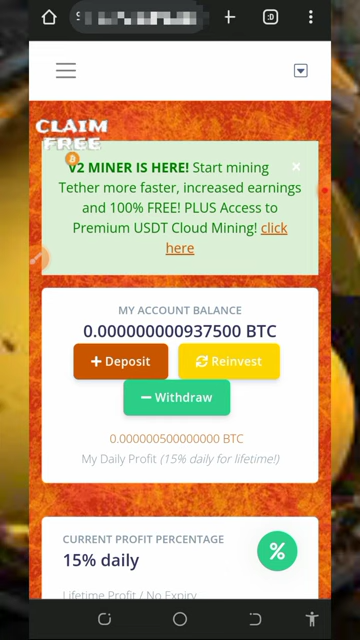 CLAIM
FREE
V2 MINER IS HERE! Start mining
Tether more faster, increased earnings
and 100% FREE! PLUS Access to
Premium USDT Cloud Mining! click
here
MY ACCOUNT BALANCE
0.000000000937500 BTC
+ Deposit
Reinvest
− Withdraw
0.000000500000000 BTC
My Daily Profit (15% daily for lifetime!)
CURRENT PROFIT PERCENTAGE
15% daily
%
Lifetime Profit / No Expiry